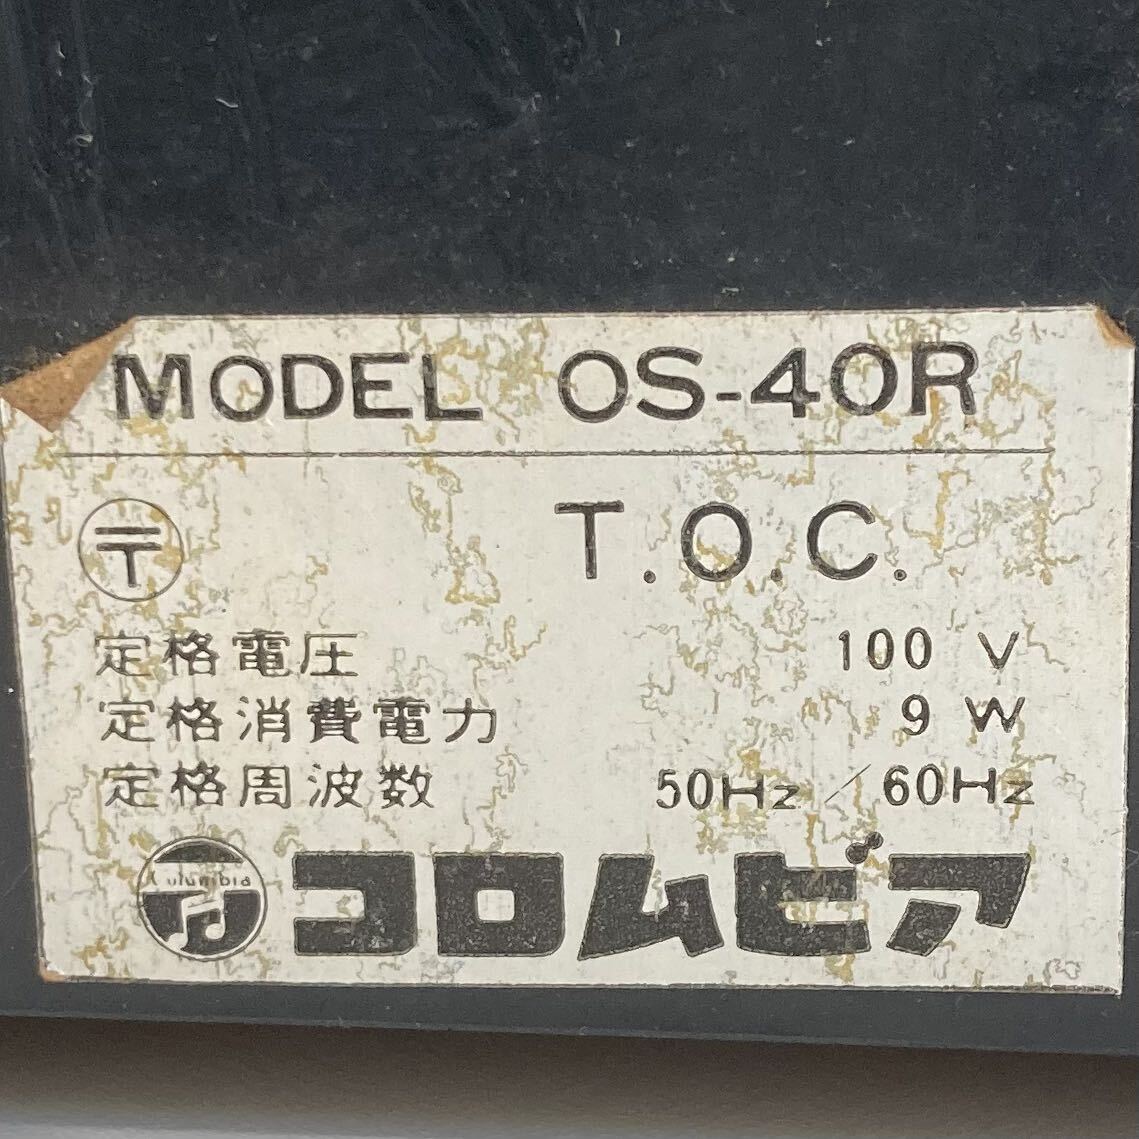 MODEL OS-40R
〒 T.O.C.
定格電圧 100 V
定格消費電力 9 W
定格周波数 50Hz / 60Hz
Columbia コロムビア